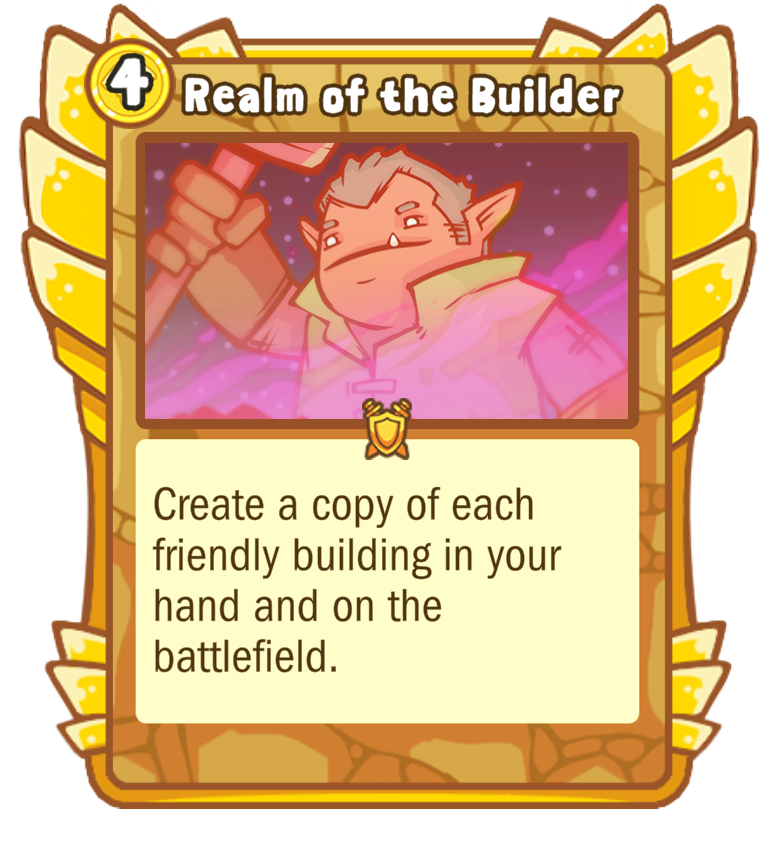 4
Realm of the Builder
Create a copy of each
friendly building in your
hand and on the
battlefield.